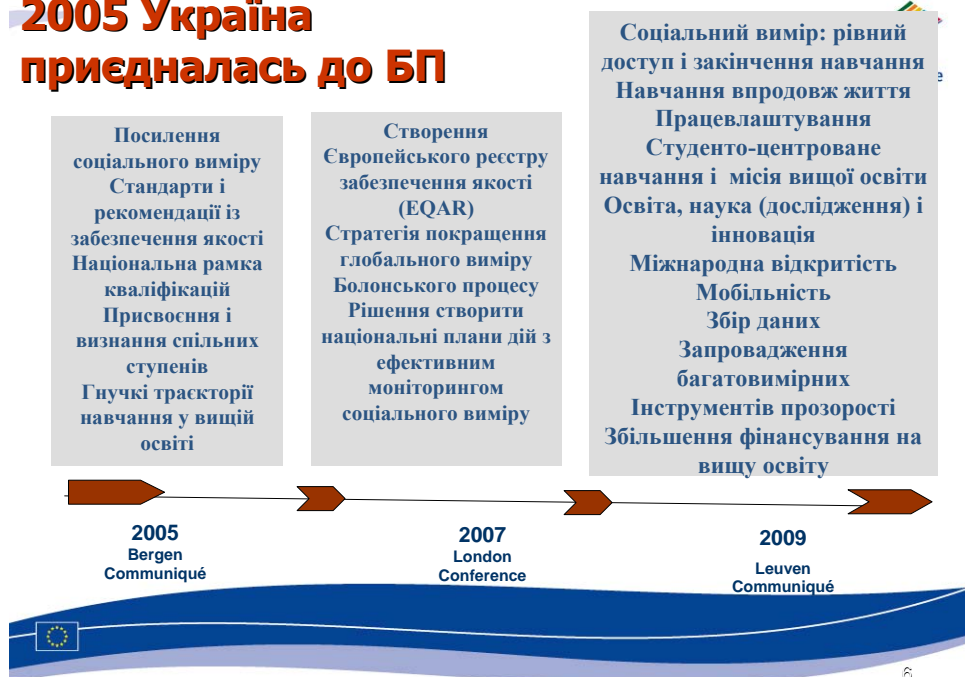 2005 Україна
приєдналась до БП
Посилення
соціального виміру
Стандарти і
рекомендації із
забезпечення якості
Національна рамка
кваліфікацій
Присвоєння і
визнання спільних
ступенів
Гнучкі траєкторії
навчання у вищій
освіті
Створення
Європейського реєстру
забезпечення якості
(EQAR)
Стратегія покращення
глобального виміру
Болонського процесу
Рішення створити
національні плани дій з
ефективним
моніторингом
соціального виміру
Соціальний вимір: рівний
доступ і закінчення навчання
Навчання впродовж життя
Працевлаштування
Студенто-центроване
навчання і місія вищої освіти
Освіта, наука (дослідження) і
інновація
Міжнародна відкритість
Мобільність
Збір даних
Запровадження
багатовимірних
Інструментів прозорості
Збільшення фінансування на
вищу освіту
2005
Bergen
Communiqué
2007
London
Conference
2009
Leuven
Communiqué